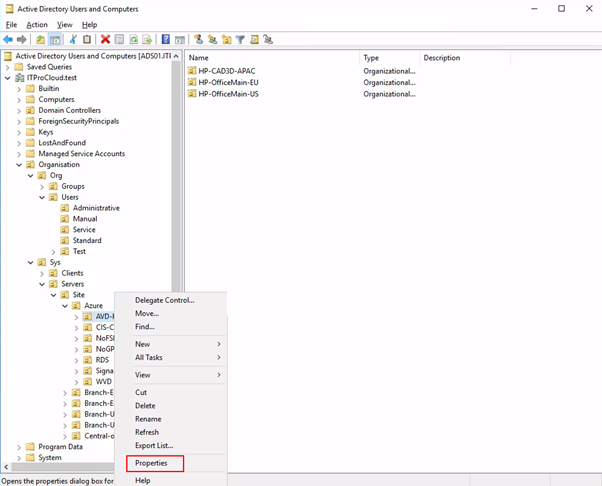 Active Directory Users and Computers
File Action View Help
Active Directory Users and Computers [ADS01.IT
Saved Queries
ITProCloud.test
Builtin
Computers
Domain Controllers
ForeignSecurityPrincipals
Keys
LostAndFound
Managed Service Accounts
Organisation
Org
Groups
Users
Administrative
Manual
Service
Standard
Test
Sys
Clients
Servers
Site
Azure
AVD-
CIS-C
NoFS
NoGP
RDS
Signa
WVD
Branch-E
Branch-E
Branch-U
Branch-U
Central-o
Program Data
System
Name Type Description
HP-CAD3D-APAC Organizational...
HP-OfficeMain-EU Organizational...
HP-OfficeMain-US Organizational...
Delegate Control...
Move...
Find...
New
All Tasks
View
Cut
Delete
Rename
Refresh
Export List...
Properties
Help
Opens the properties dialog box for